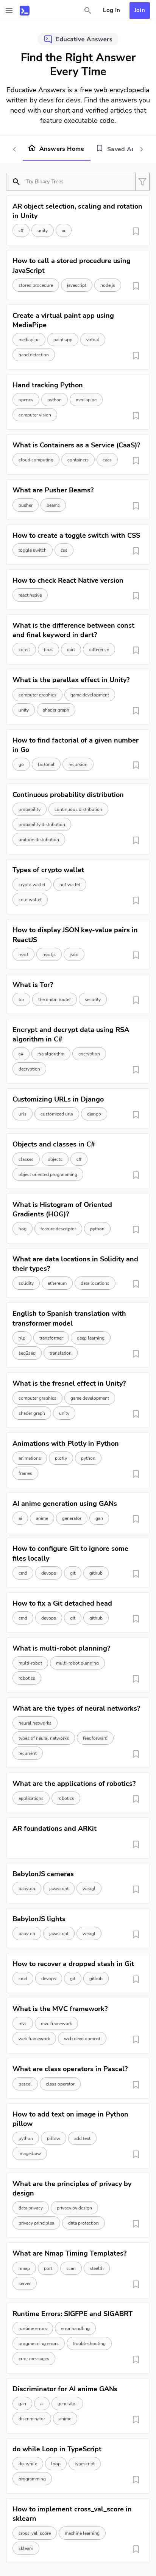 Log In
Join
Educative Answers
Find the Right Answer
Every Time
Educative Answers is a free web encyclopedia
written by devs for devs. Find the answers you
need with our short and verified articles that
feature executable code.
Answers Home
Saved An
Try Binary Trees
AR object selection, scaling and rotation
in Unity
c#
unity
ar
How to call a stored procedure using
JavaScript
stored procedure
javascript
node.js
Create a virtual paint app using
MediaPipe
mediapipe
paint app
virtual
hand detection
Hand tracking Python
opencv
python
mediapipe
computer vision
What is Containers as a Service (CaaS)?
cloud computing
containers
caas
What are Pusher Beams?
pusher
beams
How to create a toggle switch with CSS
toggle switch
css
How to check React Native version
react native
What is the difference between const
and final keyword in dart?
const
final
dart
difference
What is the parallax effect in Unity?
computer graphics
game development
unity
shader graph
How to find factorial of a given number
in Go
go
factorial
recursion
Continuous probability distribution
probability
continuous distribution
probability distribution
uniform distribution
Types of crypto wallet
crypto wallet
hot wallet
cold wallet
How to display JSON key-value pairs in
ReactJS
react
reactjs
json
What is Tor?
tor
the onion router
security
Encrypt and decrypt data using RSA
algorithm in C#
c#
rsa algorithm
encryption
decryption
Customizing URLs in Django
urls
customized urls
django
Objects and classes in C#
classes
objects
c#
object oriented programming
What is Histogram of Oriented
Gradients (HOG)?
hog
feature descriptor
python
What are data locations in Solidity and
their types?
solidity
ethereum
data locations
English to Spanish translation with
transformer model
nlp
transformer
deep learning
seq2seq
translation
What is the fresnel effect in Unity?
computer graphics
game development
shader graph
unity
Animations with Plotly in Python
animations
plotly
python
frames
AI anime generation using GANs
ai
anime
generator
gan
How to configure Git to ignore some
files locally
cmd
devops
git
github
How to fix a Git detached head
cmd
devops
git
github
What is multi-robot planning?
multi-robot
multi-robot planning
robotics
What are the types of neural networks?
neural networks
types of neural networks
feedforward
recurrent
What are the applications of robotics?
applications
robotics
AR foundations and ARKit
BabylonJS cameras
babylon
javascript
webgl
BabylonJS lights
babylon
javascript
webgl
How to recover a dropped stash in Git
cmd
devops
git
github
What is the MVC framework?
mvc
mvc framework
web framework
web development
What are class operators in Pascal?
pascal
class operator
How to add text on image in Python
pillow
python
pillow
add text
imagedraw
What are the principles of privacy by
design
data privacy
privacy by design
privacy principles
data protection
What are Nmap Timing Templates?
nmap
port
scan
stealth
server
Runtime Errors: SIGFPE and SIGABRT
runtime errors
error handling
programming errors
troubleshooting
error messages
Discriminator for AI anime GANs
gan
ai
generator
discriminator
anime
do while Loop in TypeScript
do-while
loop
typescript
programming
How to implement cross_val_score in
sklearn
cross_val_score
machine learning
sklearn